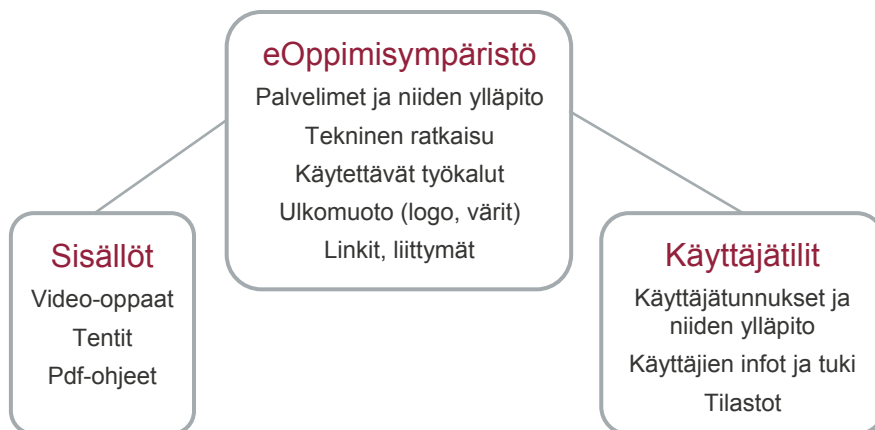 eOppimisympäristö
Palvelimet ja niiden ylläpito
Tekninen ratkaisu
Käytettävät työkalut
Ulkomuoto (logo, värit)
Linkit, liittymät
Sisällöt
Video-oppaat
Tentit
Pdf-ohjeet
Käyttäjätilit
Käyttäjätunnukset ja
niiden ylläpito
Käyttäjien infot ja tuki
Tilastot